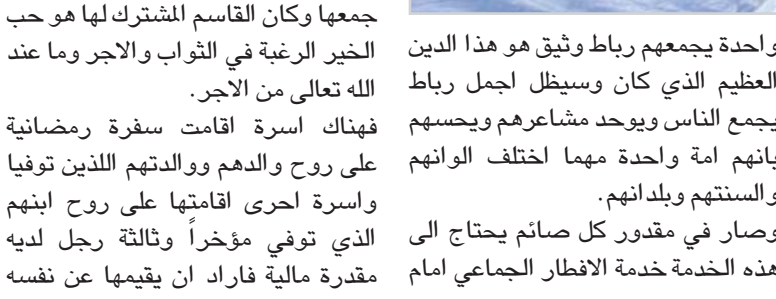 واحدة يجمعهم رباط وثيق هو هذا الدين
العظيم الذي كان وسيظل اجمل رباط
يجمع الناس ويوحد مشاعرهم ويحسهم
بانهم امة واحدة مهما اختلف الوانهم
والسنتهم وبلدانهم.
وصار في مقدور كل صائم يحتاج الى
هذه الخدمة خدمة الافطار الجماعي امام
جمعها وكان القاسم المشترك لها هو حب
الخير الرغبة في الثواب والاجر وما عند
الله تعالى من الاجر.
فهناك اسرة اقامت سفرة رمضانية
على روح والدهم ووالدتهم اللذين توفيا
واسرة احرى اقامتها على روح ابنهم
الذي توفي مؤخراً وثالثة رجل لديه
مقدرة مالية فاراد ان يقيمها عن نفسه